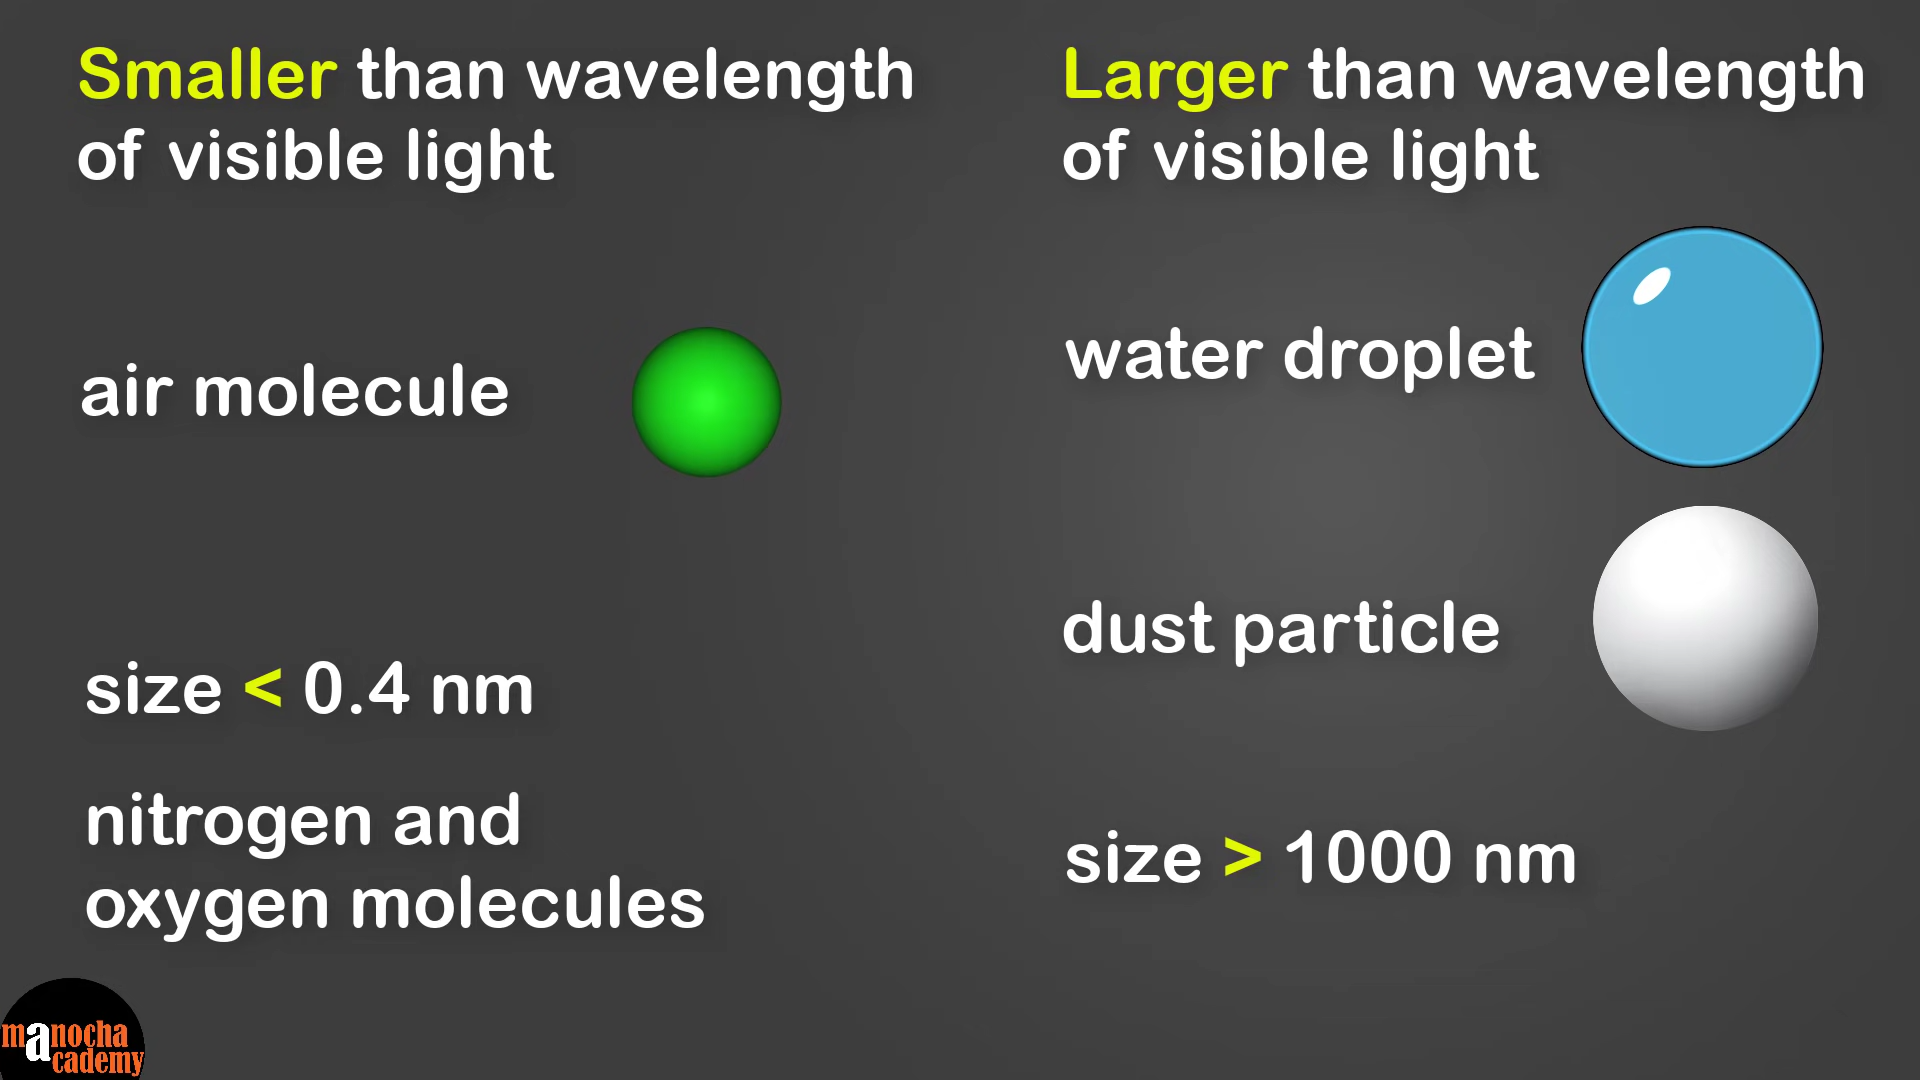 Smaller than wavelength
of visible light
air molecule
size < 0.4 nm
nitrogen and
oxygen molecules
Larger than wavelength
of visible light
water droplet
dust particle
size > 1000 nm
manocha
academy